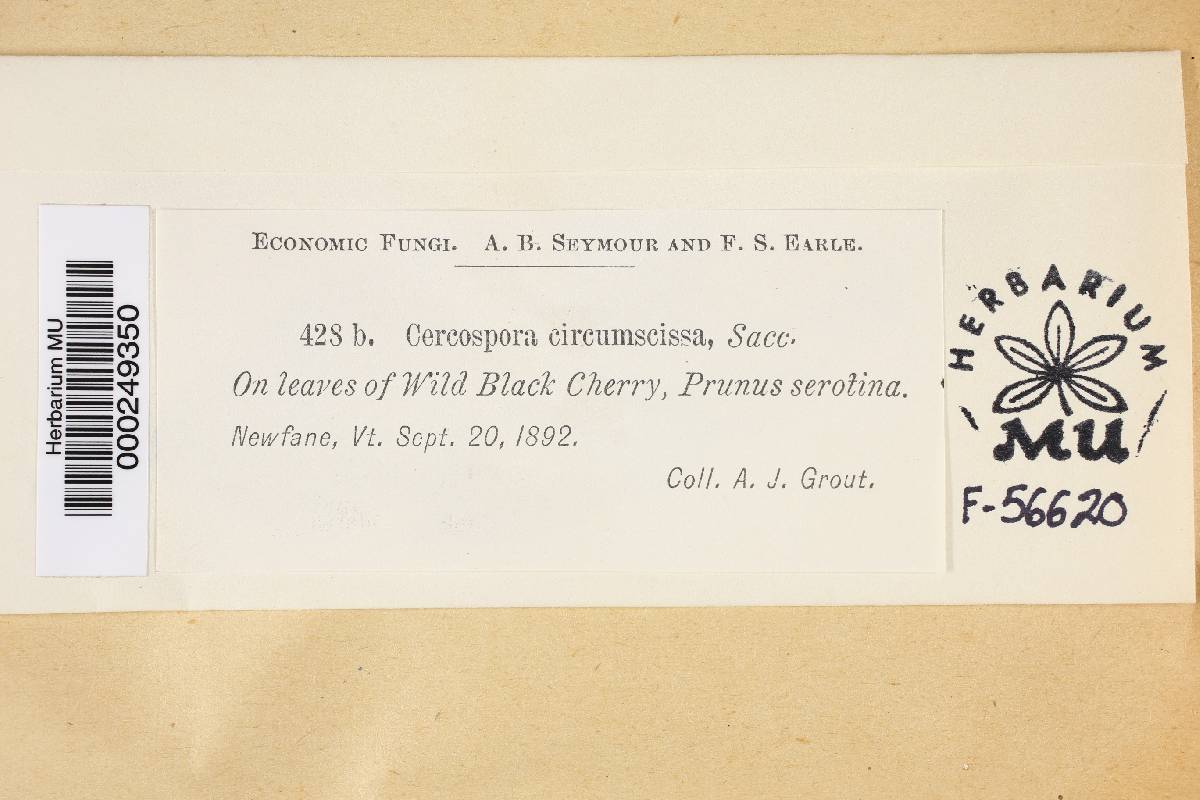 Herbarium MU
0000249350
ECONOMIC FUNGI. A. B. SEYMOUR AND F. S. EARLE.
428 b. Cercospora circumscissa, Sacc.
On leaves of Wild Black Cherry, Prunus serotina.
Newfane, Vt. Sept. 20, 1892.
Coll. A. J. Grout.
HERBARIUM
MU
F-56620